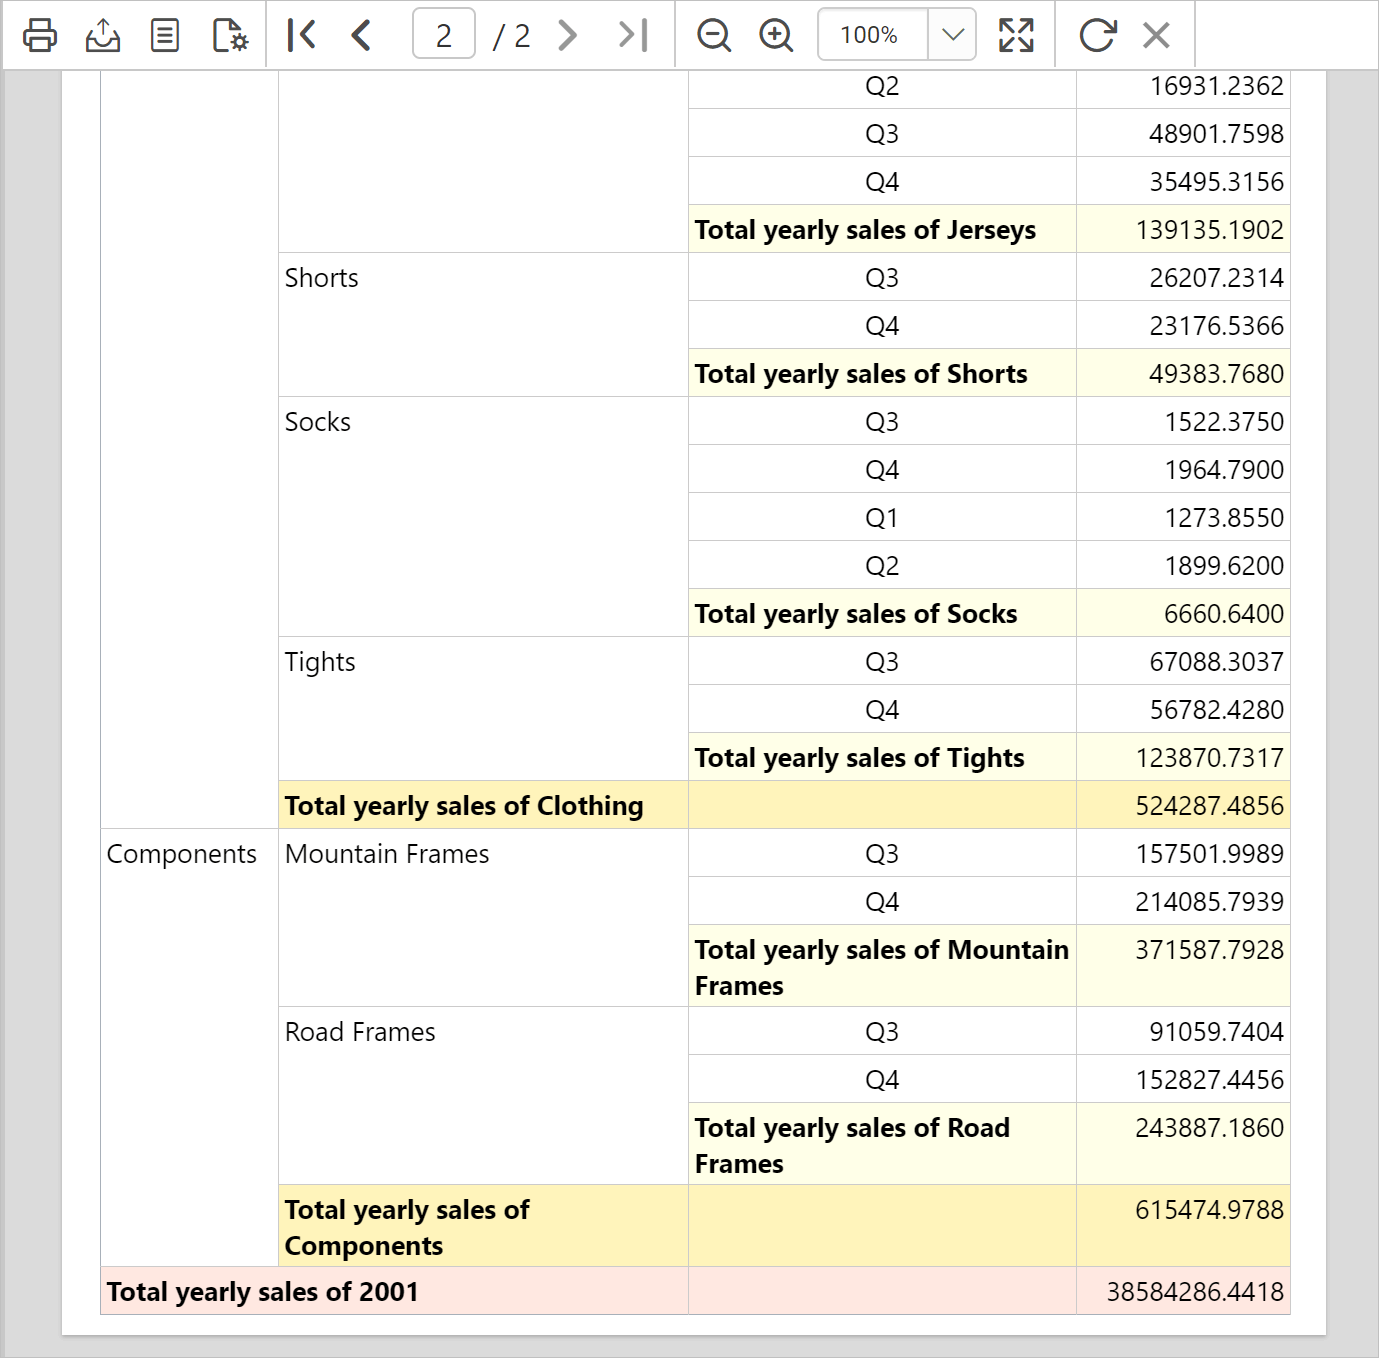 2 / 2 100%
Q2 16931.2362
Q3 48901.7598
Q4 35495.3156
Total yearly sales of Jerseys 139135.1902
Shorts Q3 26207.2314
Q4 23176.5366
Total yearly sales of Shorts 49383.7680
Socks Q3 1522.3750
Q4 1964.7900
Q1 1273.8550
Q2 1899.6200
Total yearly sales of Socks 6660.6400
Tights Q3 67088.3037
Q4 56782.4280
Total yearly sales of Tights 123870.7317
Total yearly sales of Clothing 524287.4856
Components Mountain Frames Q3 157501.9989
Q4 214085.7939
Total yearly sales of Mountain 371587.7928
Frames
Road Frames Q3 91059.7404
Q4 152827.4456
Total yearly sales of Road 243887.1860
Frames
Total yearly sales of 615474.9788
Components
Total yearly sales of 2001 38584286.4418